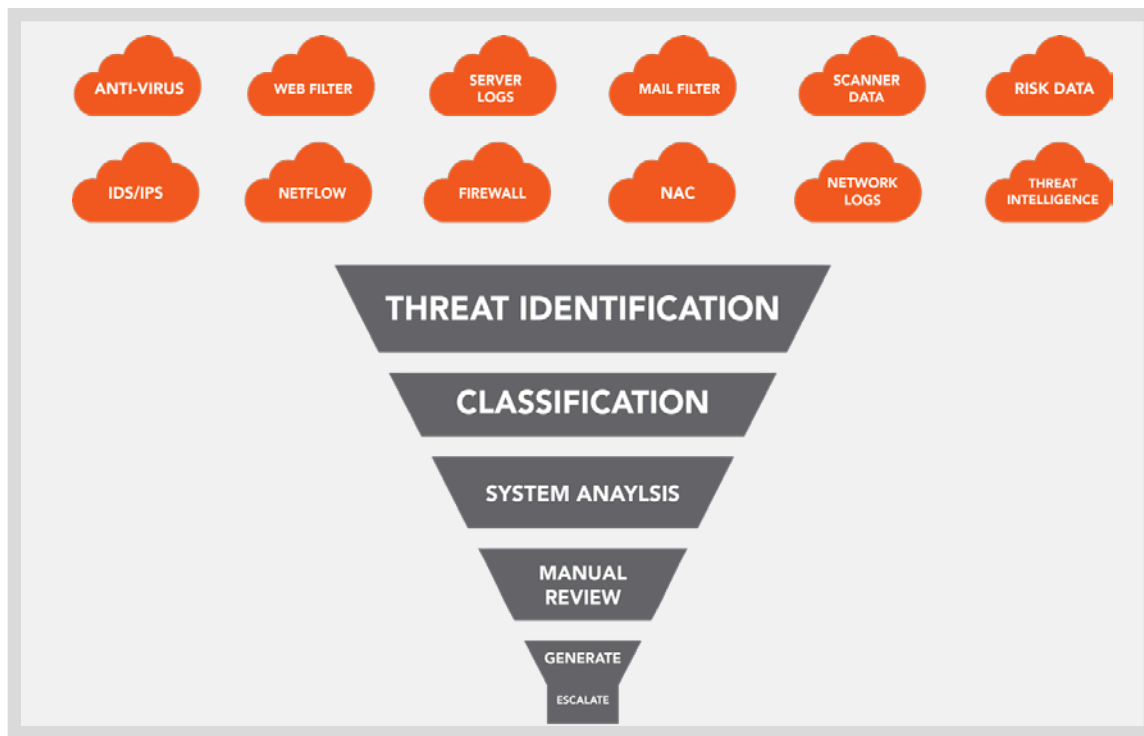 ANTI-VIRUS
WEB FILTER
SERVER
LOGS
MAIL FILTER
SCANNER
DATA
RISK DATA
IDS/IPS
NETFLOW
FIREWALL
NAC
NETWORK
LOGS
THREAT
INTELLIGENCE
THREAT IDENTIFICATION
CLASSIFICATION
SYSTEM ANAYLSIS
MANUAL
REVIEW
GENERATE
ESCALATE